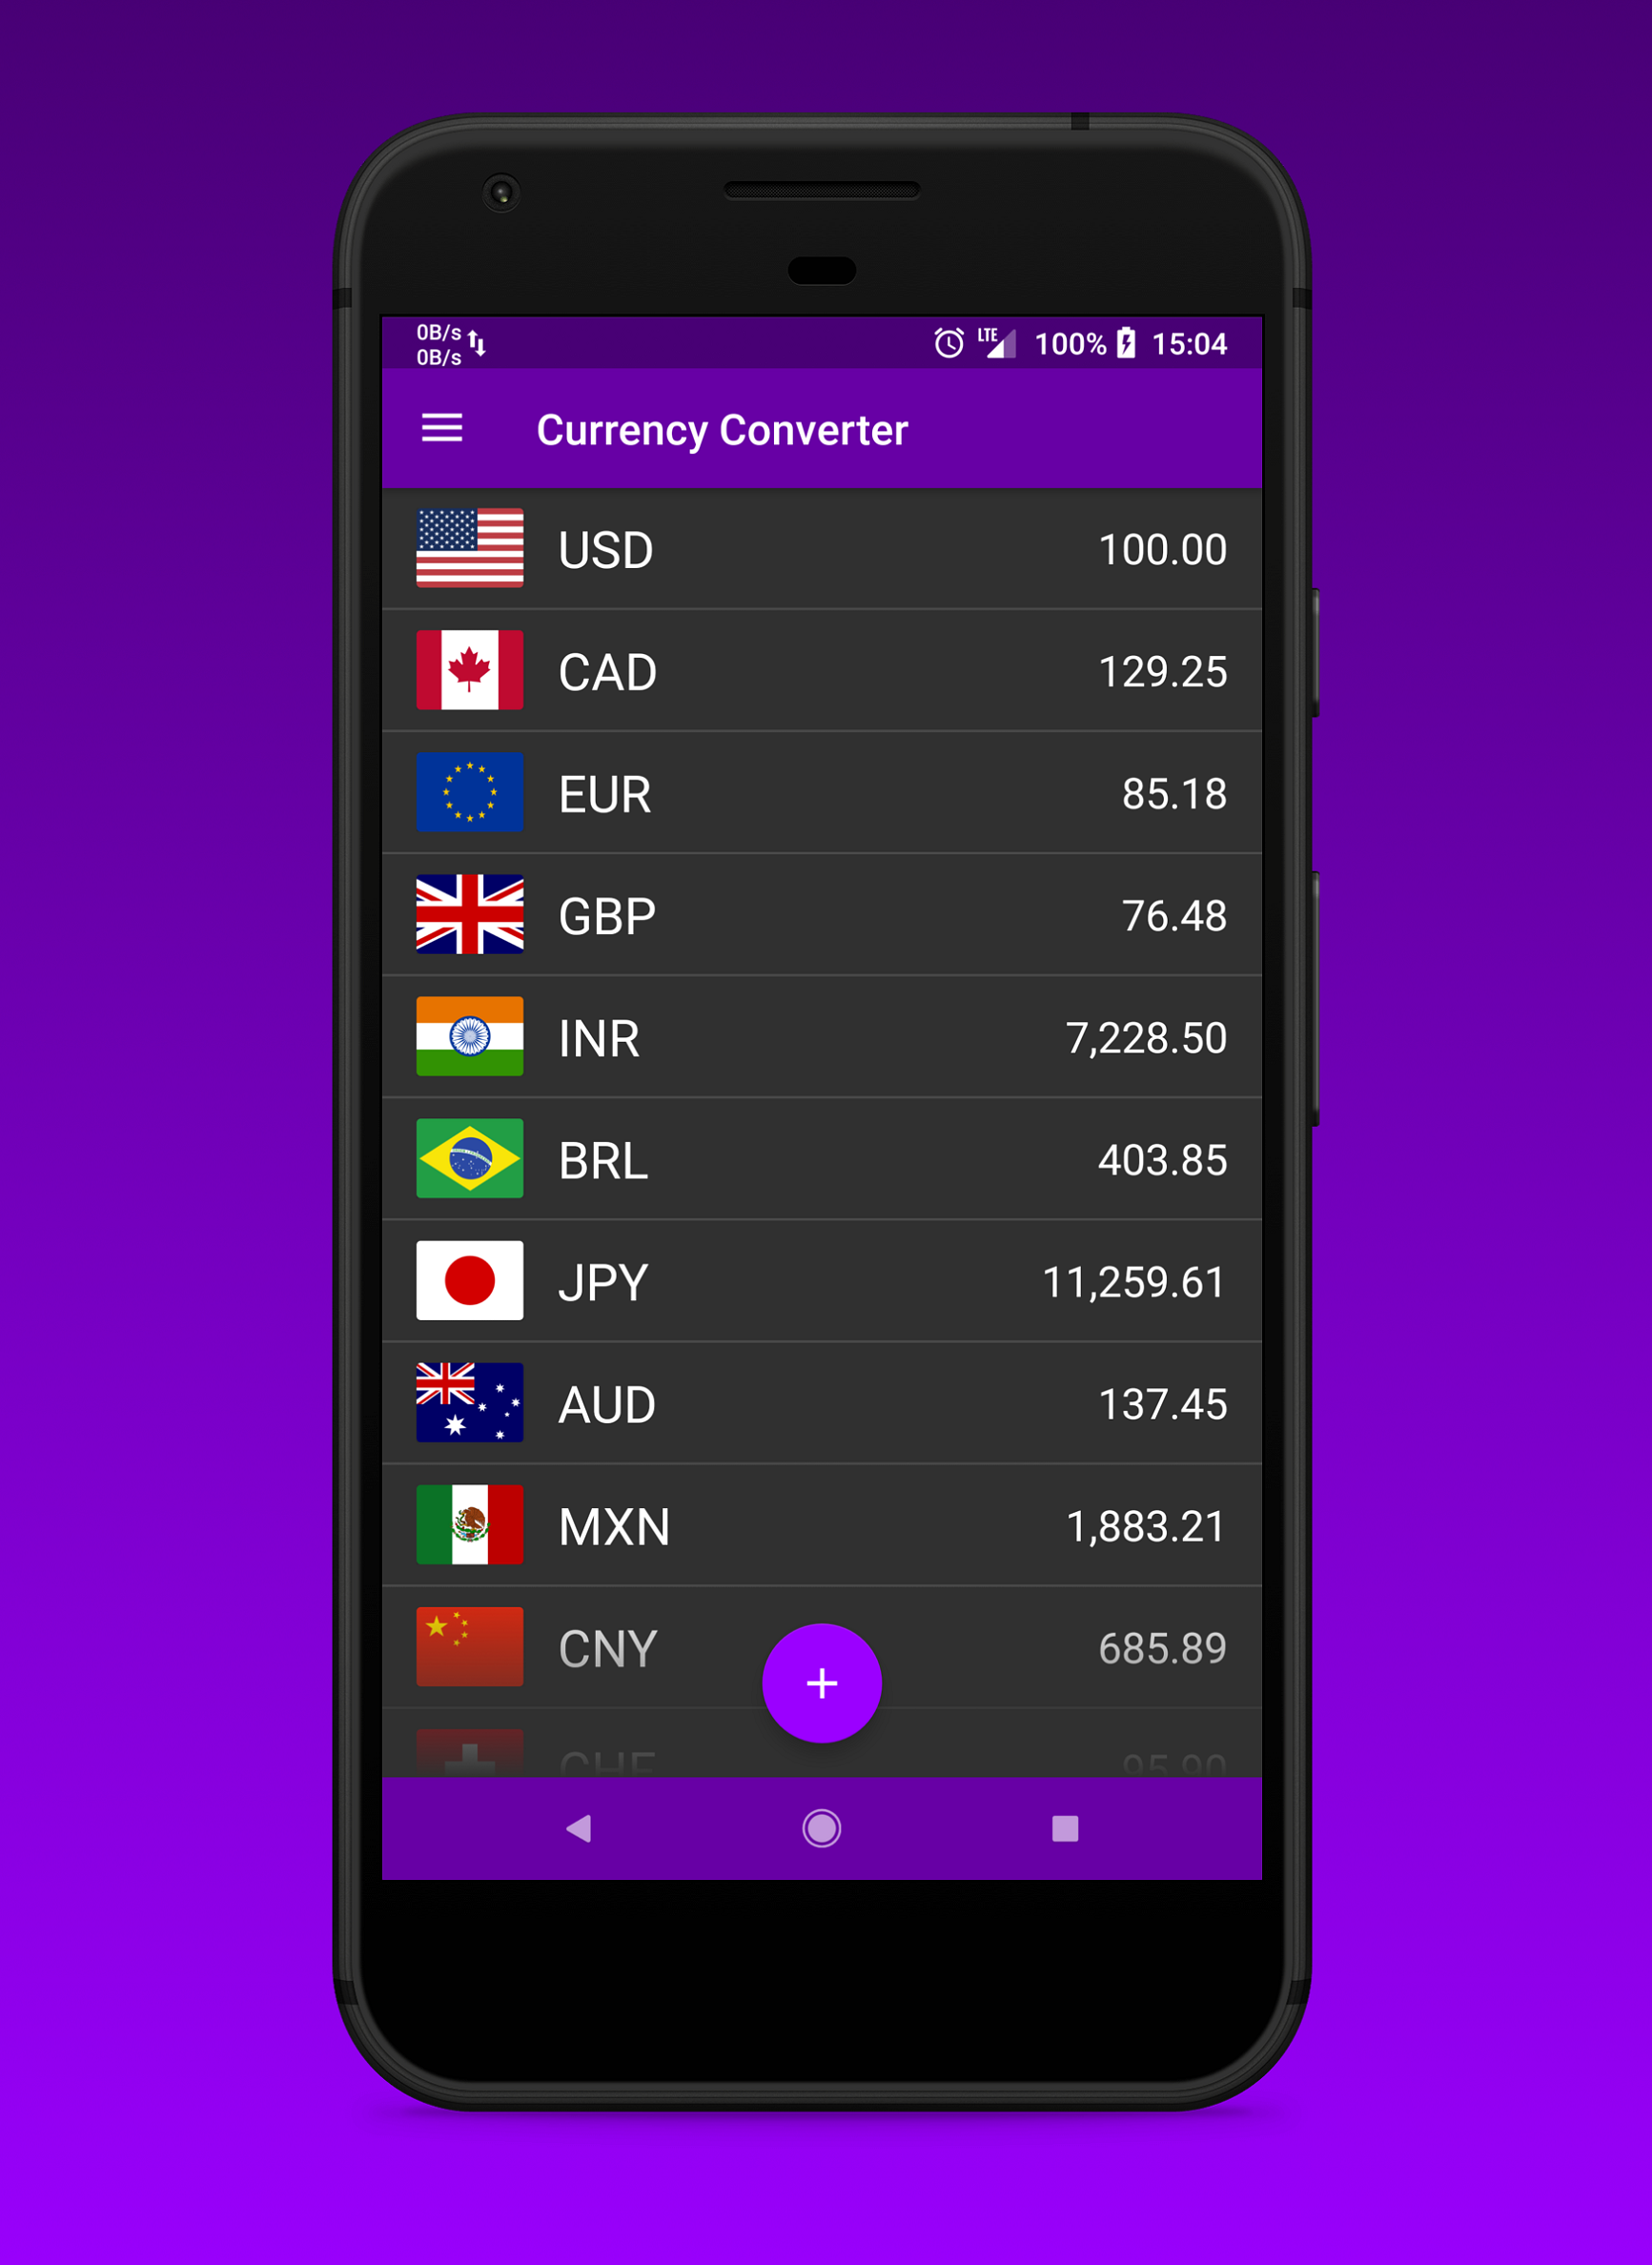 0B/s
0B/s
LTE 100% 15:04
Currency Converter
USD 100.00
CAD 129.25
EUR 85.18
GBP 76.48
INR 7,228.50
BRL 403.85
JPY 11,259.61
AUD 137.45
MXN 1,883.21
CNY 685.89
CHF 95.90